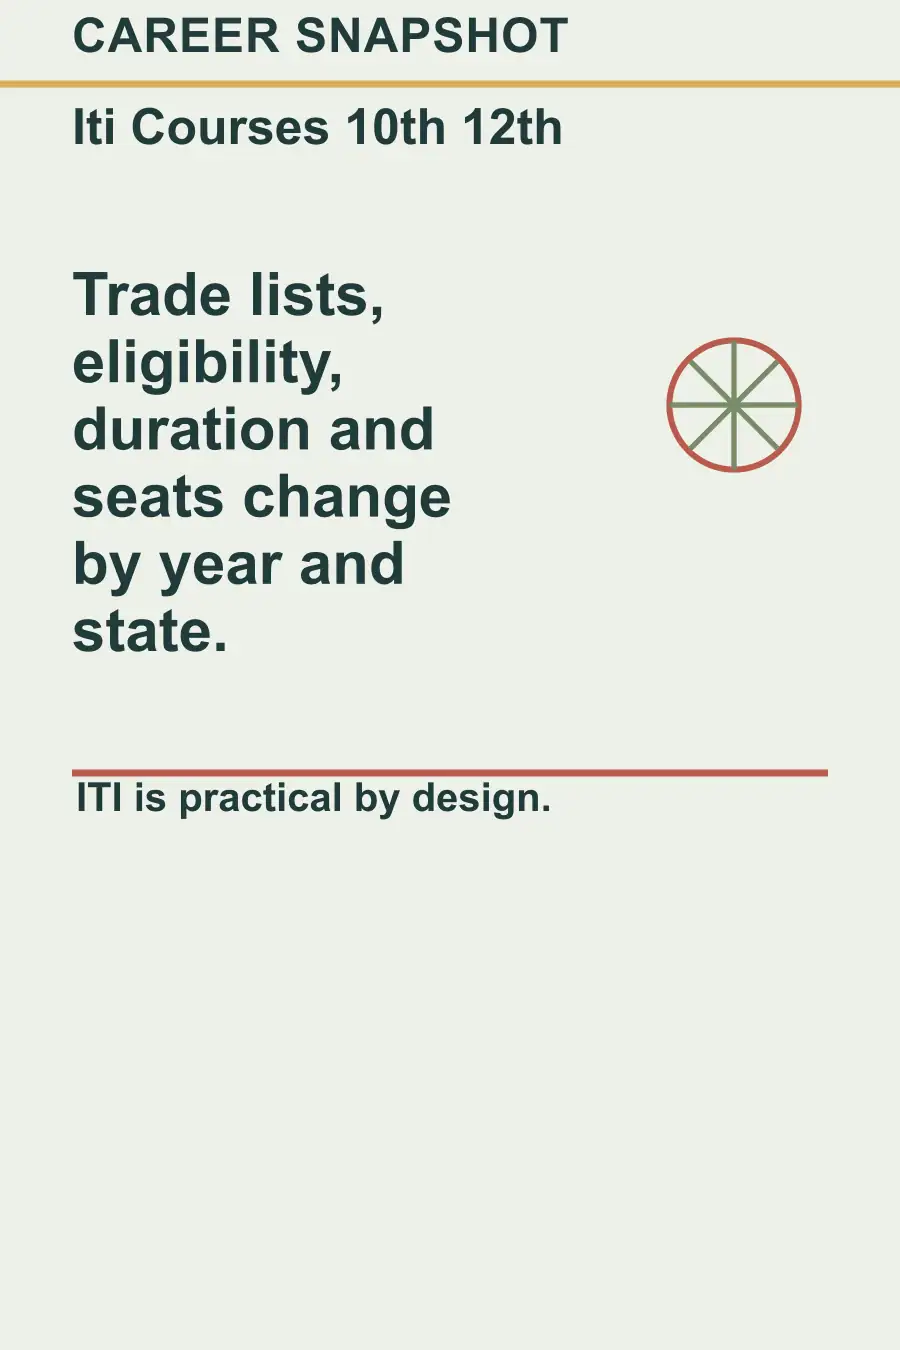 CAREER SNAPSHOT
Iti Courses 10th 12th
Trade lists,
eligibility,
duration and
seats change
by year and
state.
ITI is practical by design.